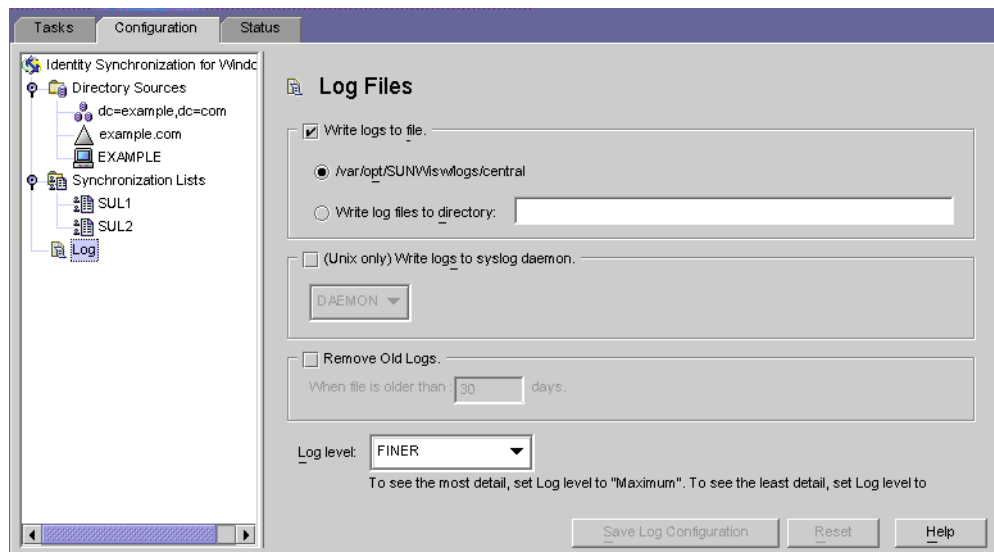 Tasks
Configuration
Status
Identity Synchronization for Windo
Directory Sources
dc=example,dc=com
example.com
EXAMPLE
Synchronization Lists
SUL1
SUL2
Log
Log Files
Write logs to file.
/var/opt/SUNWisw/logs/central
Write log files to directory:
(Unix only) Write logs to syslog daemon.
DAEMON
Remove Old Logs.
When file is older than : 30 days.
Log level: FINER
To see the most detail, set Log level to "Maximum". To see the least detail, set Log level to
Save Log Configuration
Reset
Help